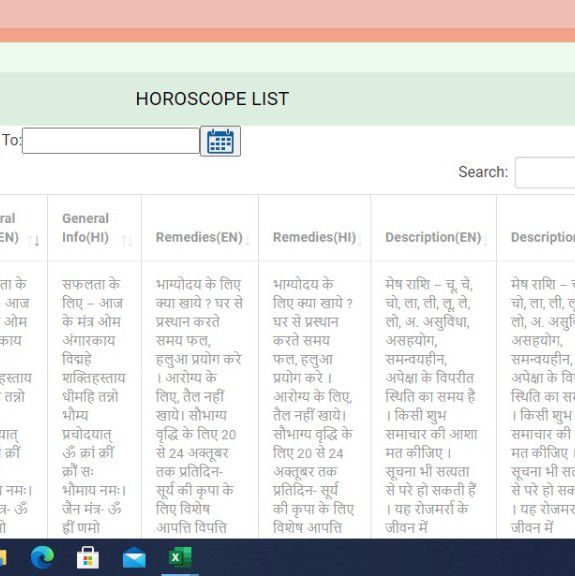 HOROSCOPE LIST
To:
Search:
ral
EN)
General
Info(HI)
Remedies(EN)
Remedies(HI)
Description(EN)
Descriptio
ता के
आज
ओम
काय
हस्ताय
तन्नो
यात्
क्रीं
नमः।
त्र- ॐ
मो
सफलता के
लिए – आज
के मंत्र ओम
अंगारकाय
विद्महे
शक्तिहस्ताय
धीमहि तन्नो
भौम्य
प्रचोदयात्
ॐ क्रां क्रीं
क्रौं सः
भौमाय नमः।
जैन मंत्र- ॐ
ह्रीं णमो
भाग्योदय के लिए
क्या खाये ? घर से
प्रस्थान करते
समय फल,
हलुआ प्रयोग करे
। आरोग्य के
लिए, तैल नहीं
खाये। सौभाग्य
वृद्धि के लिए 20
से 24 अक्तूबर
तक प्रतिदिन-
सूर्य की कृपा के
लिए विशेष
आपत्ति विपत्ति
भाग्योदय के
लिए क्या खाये ?
घर से प्रस्थान
करते समय
फल, हलुआ
प्रयोग करे ।
आरोग्य के लिए,
तैल नहीं खाये।
सौभाग्य वृद्धि के
लिए 20 से 24
अक्तूबर तक
प्रतिदिन- सूर्य
की कृपा के लिए
विशेष आपत्ति
मेष राशि – चू, चे,
चो, ला, ली, लू, ले,
लो, अ. असुविधा,
असहयोग,
समन्वयहीन,
अपेक्षा के विपरीत
स्थिति का समय है
। किसी शुभ
समाचार की आशा
मत कीजिए ।
सूचना भी सत्यता
से परे हो सकती हैं
। यह रोजमर्रा के
जीवन में
मेष राशि – च
चो, ला, ली, ल
लो, अ. असुवि
असहयोग,
समन्वयहीन,
अपेक्षा के वि
स्थिति का सम
। किसी शुभ
समाचार की
मत कीजिए ।
सूचना भी सत
से परे हो सक
। यह रोजमर्र
जीवन में